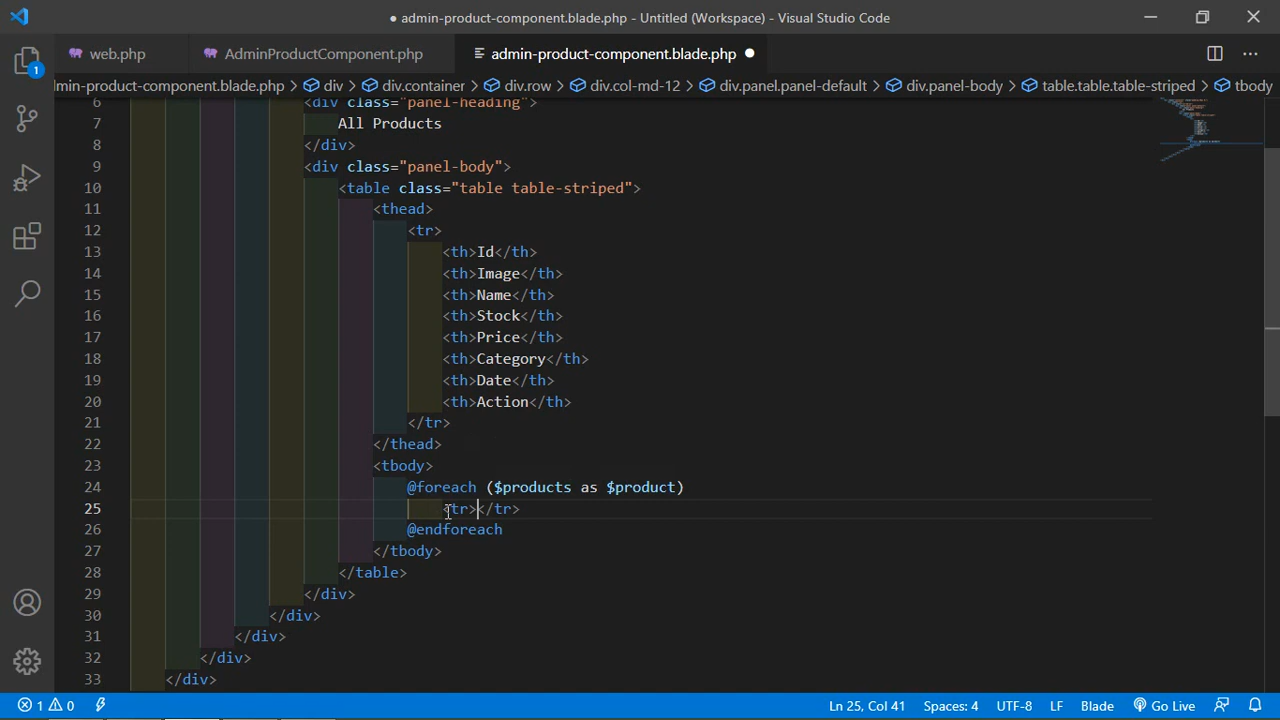 ● admin-product-component.blade.php - Untitled (Workspace) - Visual Studio Code
web.php
AdminProductComponent.php
admin-product-component.blade.php
1
lmin-product-component.blade.php > div > div.container > div.row > div.col-md-12 > div.panel.panel-default > div.panel-body > table.table.table-striped > tbody
6 <div class="panel-heading">
7 All Products
8 </div>
9 <div class="panel-body">
10 <table class="table table-striped">
11 <thead>
12 <tr>
13 <th>Id</th>
14 <th>Image</th>
15 <th>Name</th>
16 <th>Stock</th>
17 <th>Price</th>
18 <th>Category</th>
19 <th>Date</th>
20 <th>Action</th>
21 </tr>
22 </thead>
23 <tbody>
24 @foreach ($products as $product)
25 <tr></tr>
26 @endforeach
27 </tbody>
28 </table>
29 </div>
30 </div>
31 </div>
32 </div>
33 </div>
1 0 Ln 25, Col 41 Spaces: 4 UTF-8 LF Blade Go Live